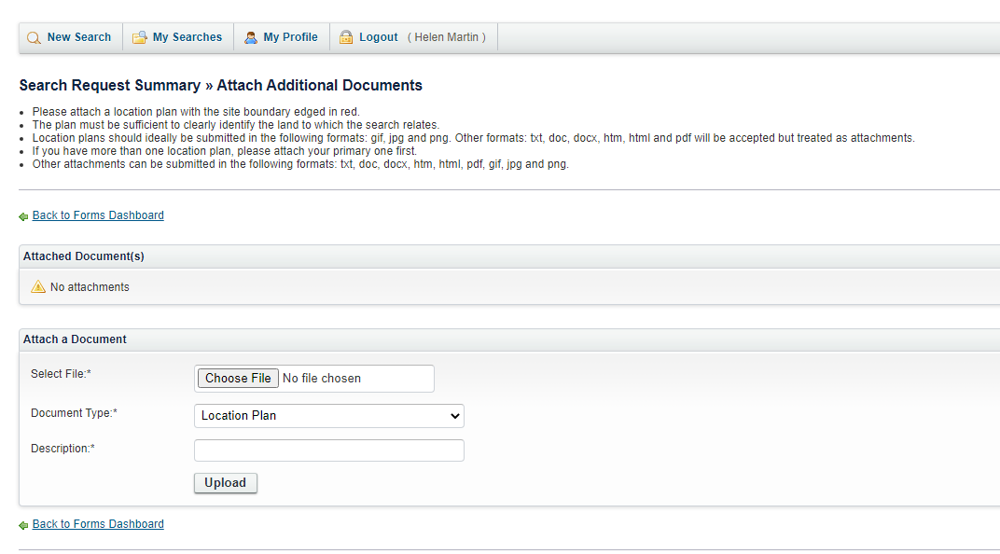 New Search My Searches My Profile Logout ( Helen Martin )
Search Request Summary » Attach Additional Documents
• Please attach a location plan with the site boundary edged in red.
• The plan must be sufficient to clearly identify the land to which the search relates.
• Location plans should ideally be submitted in the following formats: gif, jpg and png. Other formats: txt, doc, docx, htm, html and pdf will be accepted but treated as attachments.
• If you have more than one location plan, please attach your primary one first.
• Other attachments can be submitted in the following formats: txt, doc, docx, htm, html, pdf, gif, jpg and png.
Back to Forms Dashboard
Attached Document(s)
No attachments
Attach a Document
Select File:* Choose File No file chosen
Document Type:* Location Plan
Description:*
Upload
Back to Forms Dashboard